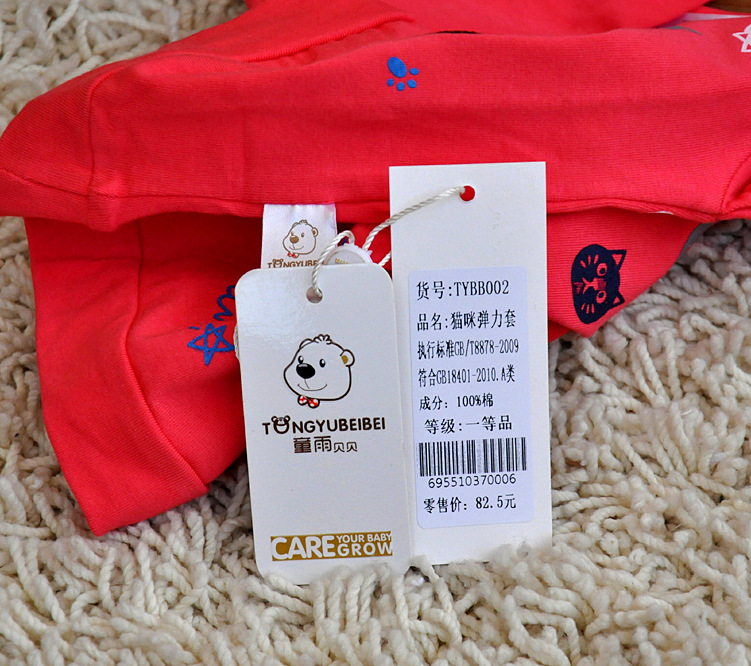 TONGYUBEIBEI
TONGYUBEIBEI
童雨贝贝
CARE YOUR BABY GROW
货号:TYBB002
品名:猫咪弹力套
执行标准GB/T8878-2009
符合GB18401-2010.A类
成分: 100%棉
等级:一等品
695510370006
零售价: 82.5元